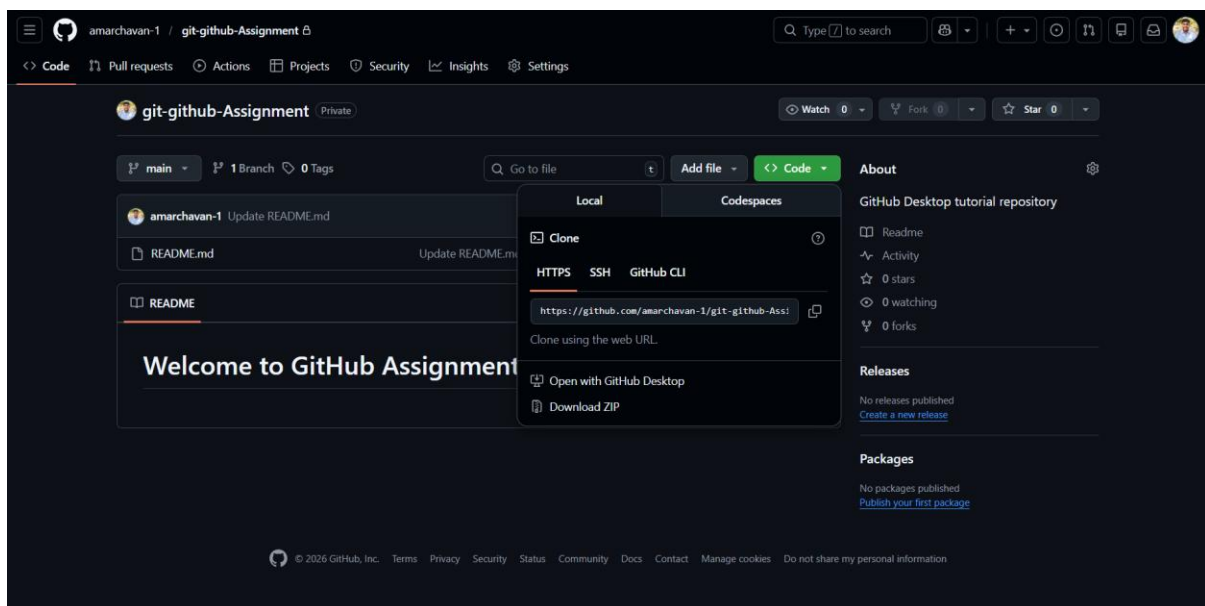 amarchavan-1 / git-github-Assignment
Type / to search
Code Pull requests Actions Projects Security Insights Settings
git-github-Assignment Private
Watch 0 Fork 0 Star 0
main 1 Branch 0 Tags
Go to file t Add file Code
amarchavan-1 Update README.md
README.md Update README.m
README
Welcome to GitHub Assignment
Local Codespaces
Clone
HTTPS SSH GitHub CLI
https://github.com/amarchavan-1/git-github-Assi
Clone using the web URL.
Open with GitHub Desktop
Download ZIP
About
GitHub Desktop tutorial repository
Readme
Activity
0 stars
0 watching
0 forks
Releases
No releases published
Create a new release
Packages
No packages published
Publish your first package
© 2026 GitHub, Inc. Terms Privacy Security Status Community Docs Contact Manage cookies Do not share my personal information